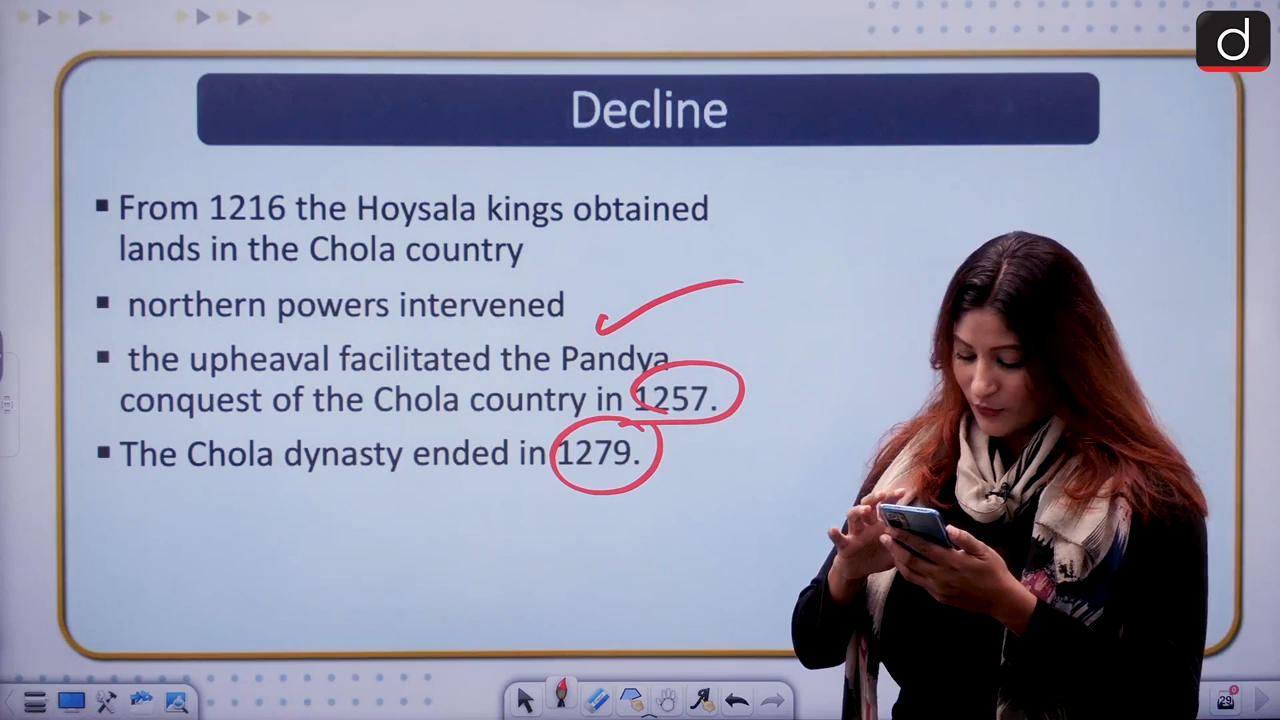 d
Decline
▪ From 1216 the Hoysala kings obtained
lands in the Chola country
▪ northern powers intervened
▪ the upheaval facilitated the Pandya
conquest of the Chola country in 1257.
▪ The Chola dynasty ended in 1279.
29